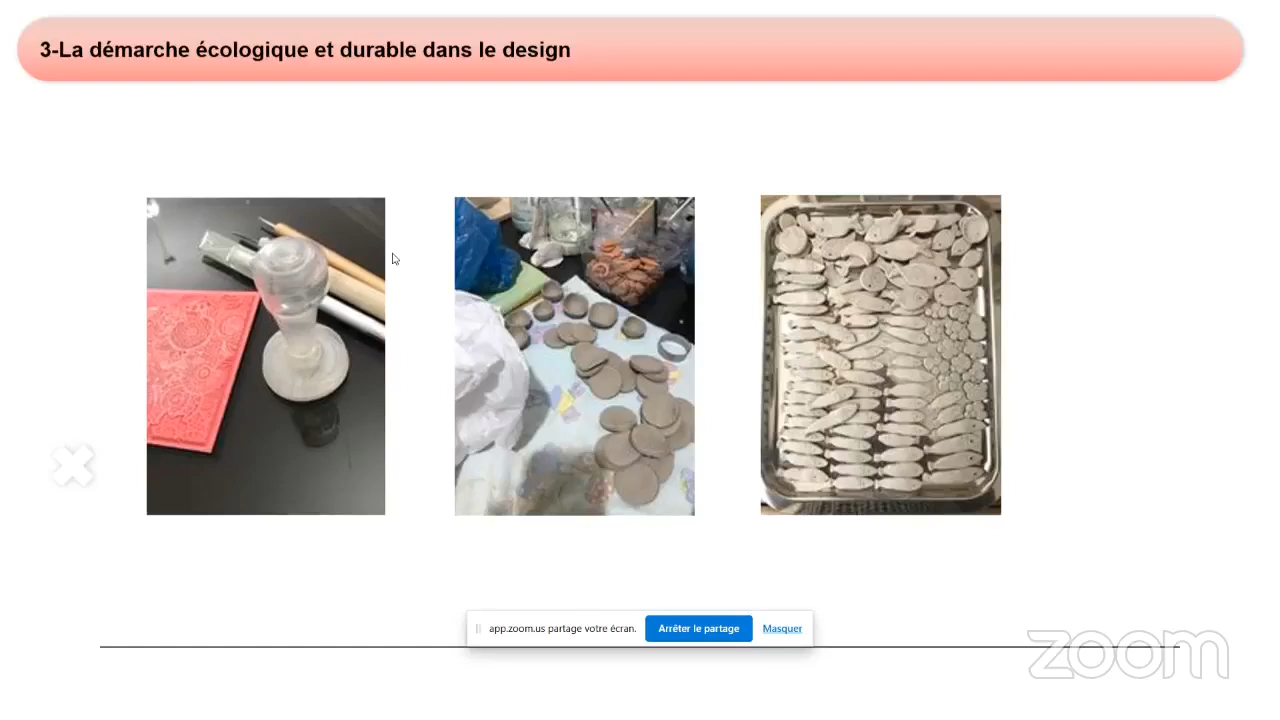 3-La démarche écologique et durable dans le design
app.zoom.us partage votre écran. Arrêter le partage Masquer
zoom